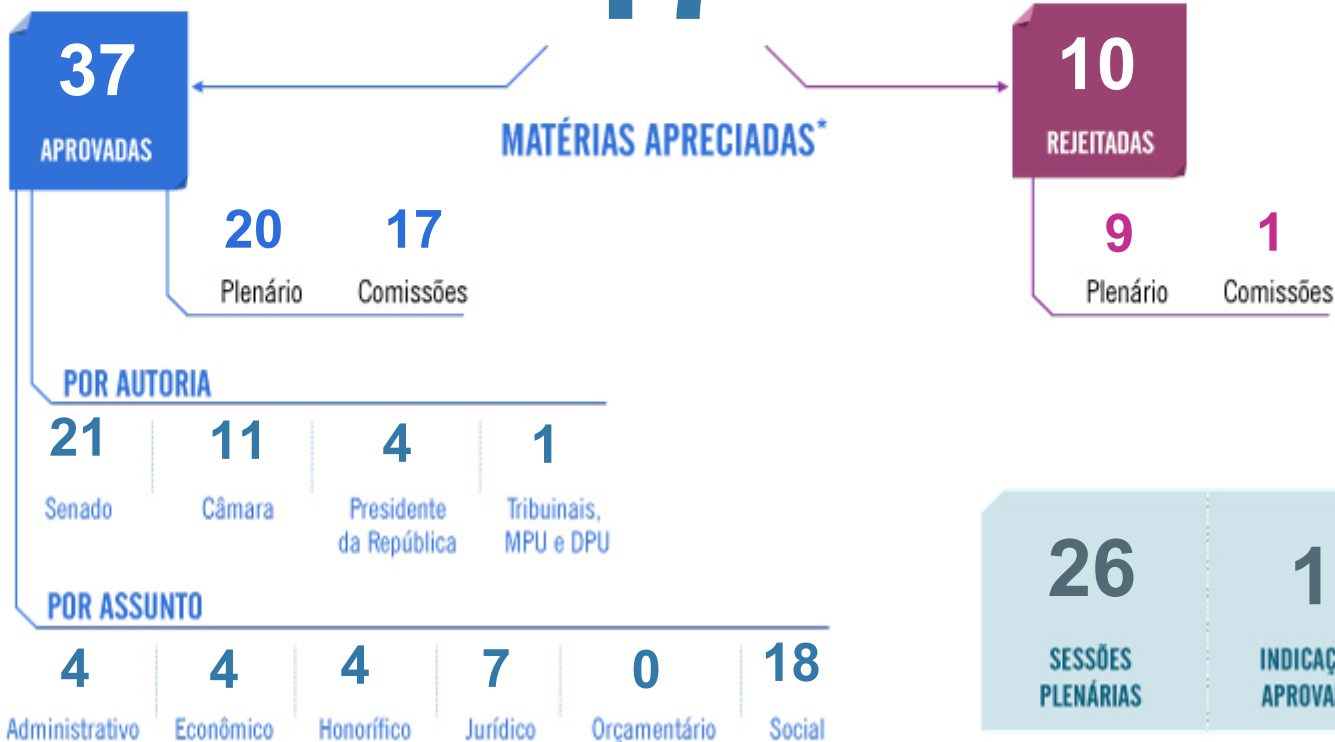 37
APROVADAS
MATÉRIAS APRECIADAS*
10
REJEITADAS
20 17
Plenário Comissões
9 1
Plenário Comissões
POR AUTORIA
21 11 4 1
Senado Câmara Presidente da República Tribuinais, MPU e DPU
POR ASSUNTO
4 4 4 7 0 18
Administrativo Econômico Honorífico Jurídico Orçamentário Social
26
SESSÕES
PLENÁRIAS
1